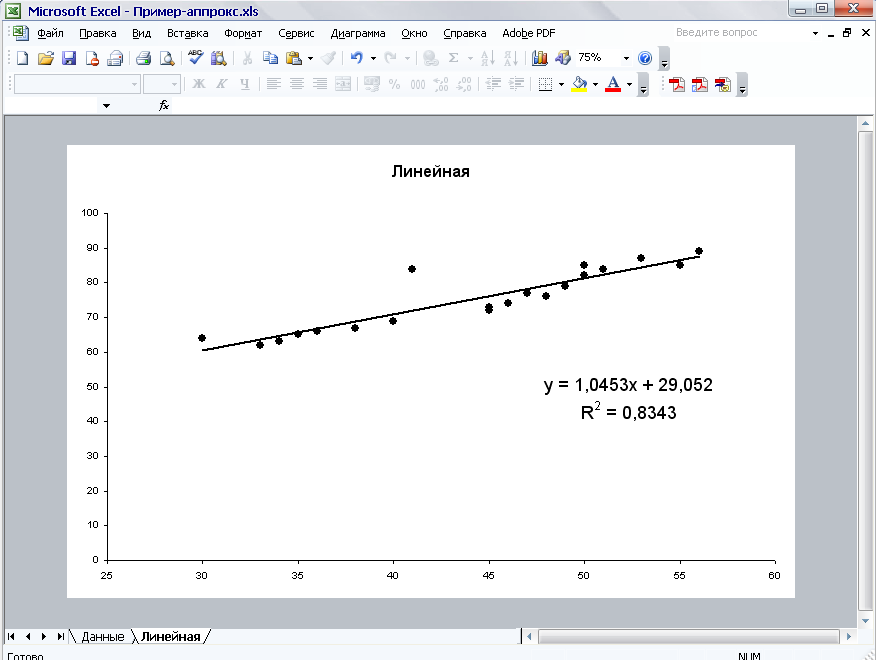 Microsoft Excel - Пример-аппрокс.xls
Файл Правка Вид Вставка Формат Сервис Диаграмма Окно Справка Adobe PDF Введите вопрос
75%
Ж К Ч
fx
Линейная
100
90
80
70
60
50
40
30
20
10
0
y = 1,0453x + 29,052
R² = 0,8343
25 30 35 40 45 50 55 60
Данные Линейная
Готово NUM